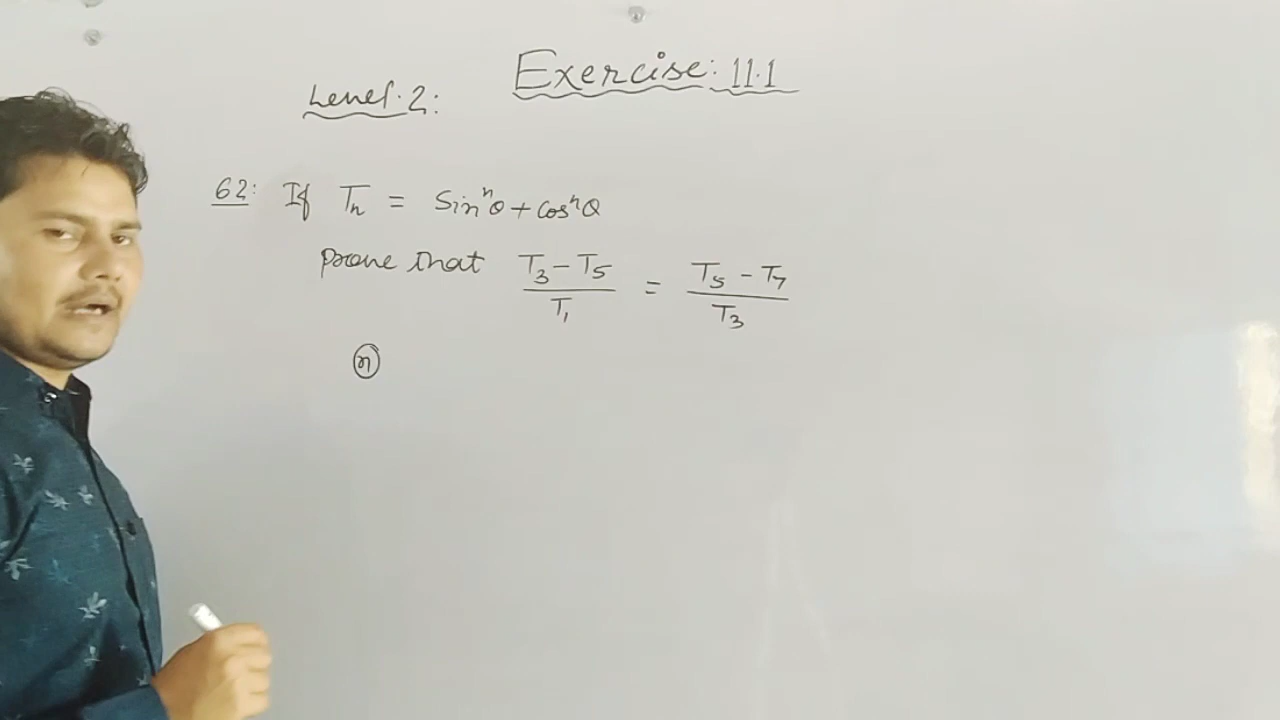 Exercise: 11.1
Level. 2:
62: If Tₙ = Sinⁿθ + cosⁿθ
prove that (T₃ - T₅)/T₁ = (T₅ - T₇)/T₃